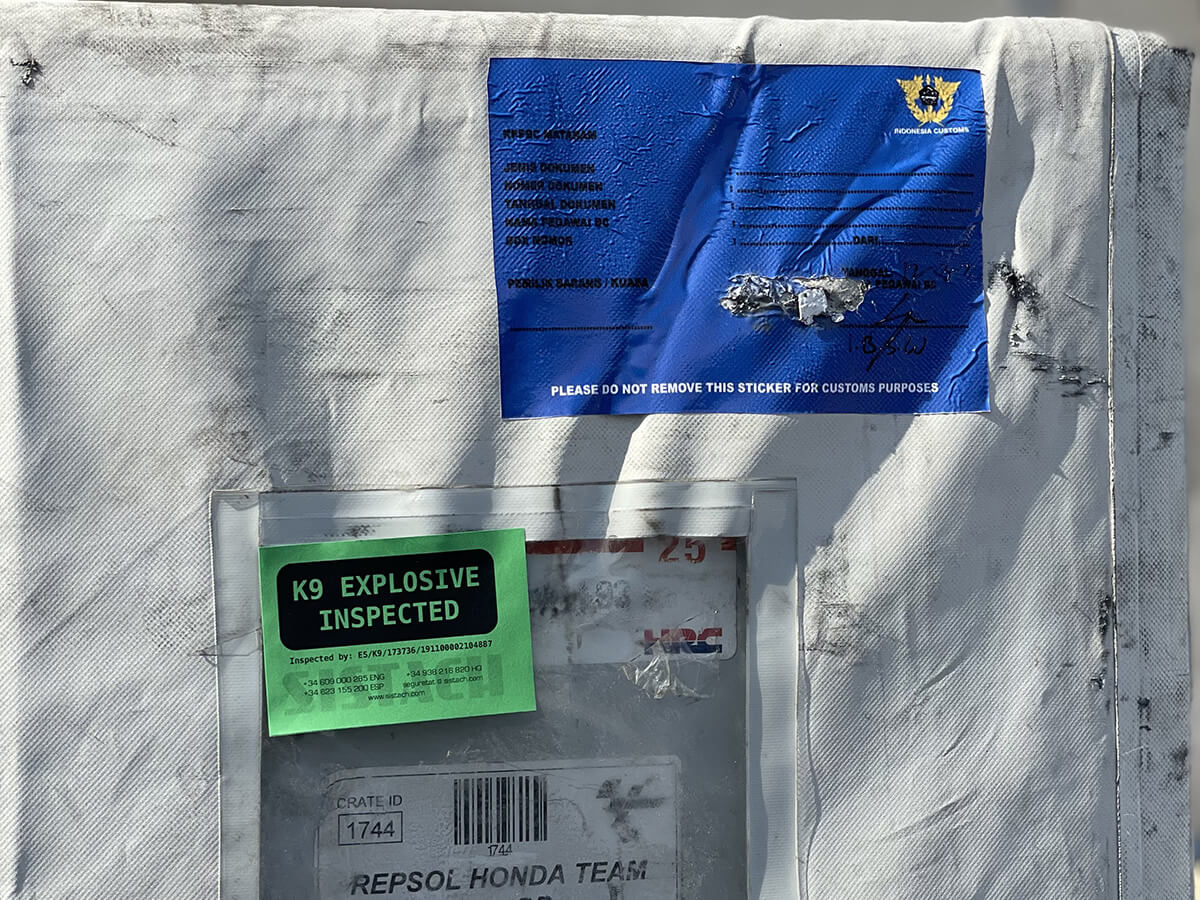 INDONESIA CUSTOMS
KPPBC MATARAM
JENIS DOKUMEN
NOMER DOKUMEN
TANGGAL DOKUMEN
NAMA PEGAWAI BC
BOX NOMOR
DARI
PEMILIK BARANG / KUASA
TANGGAL
PEGAWAI BC
PLEASE DO NOT REMOVE THIS STICKER FOR CUSTOMS PURPOSES
K9 EXPLOSIVE
INSPECTED
Inspected by: ES/K9/173736/191100002104887
+34 609 000 285 ENG +34 938 218 820 HQ
+34 623 155 200 ESP seguretat@sistach.com
www.sistach.com
25
HRC
CRATE ID
1744
1744
REPSOL HONDA TEAM